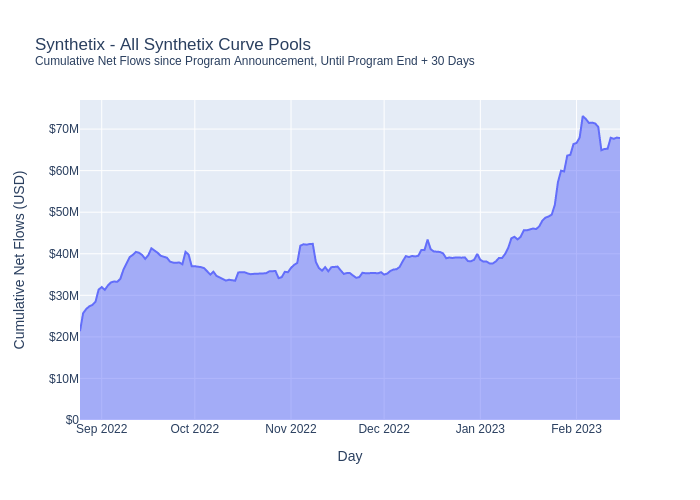 Synthetix - All Synthetix Curve Pools
Cumulative Net Flows since Program Announcement, Until Program End + 30 Days
Cumulative Net Flows (USD)
$70M
$60M
$50M
$40M
$30M
$20M
$10M
$0
Sep 2022 Oct 2022 Nov 2022 Dec 2022 Jan 2023 Feb 2023
Day